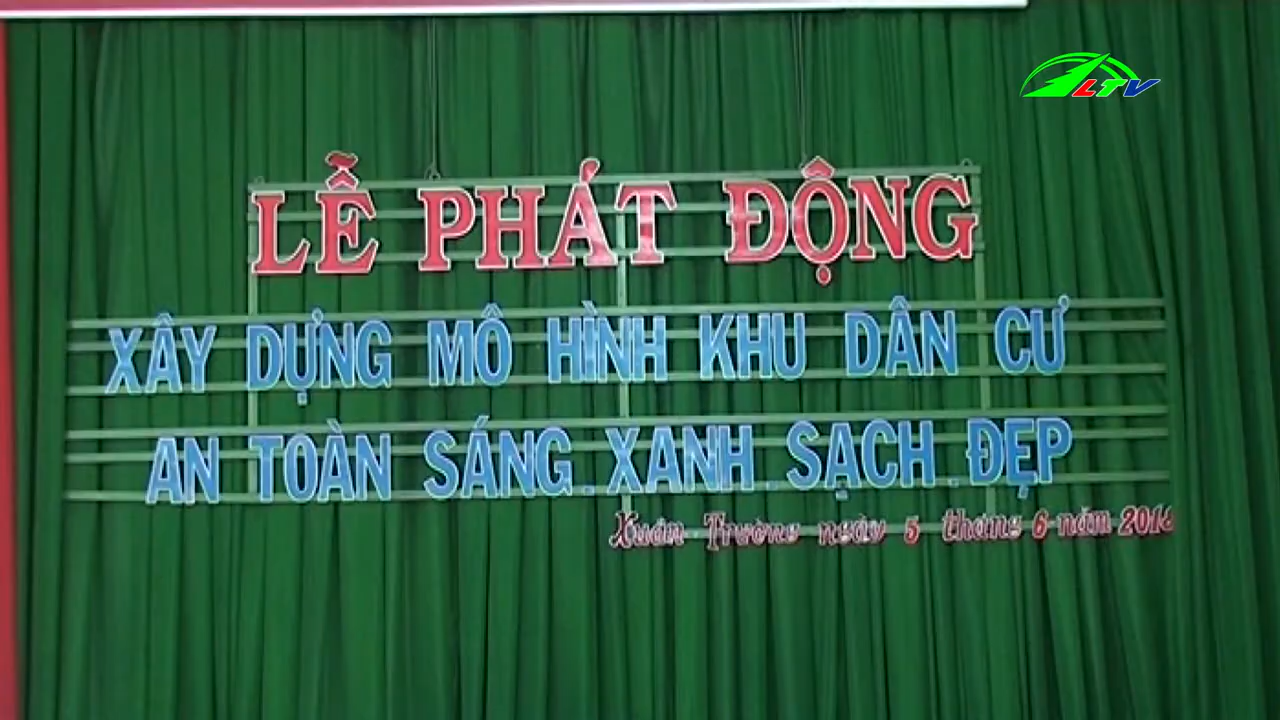 LTV
LỄ PHÁT ĐỘNG
XÂY DỰNG MÔ HÌNH KHU DÂN CƯ
AN TOÀN SÁNG . XANH . SẠCH . ĐẸP
Xuân Trường ngày 5 tháng 6 năm 2016